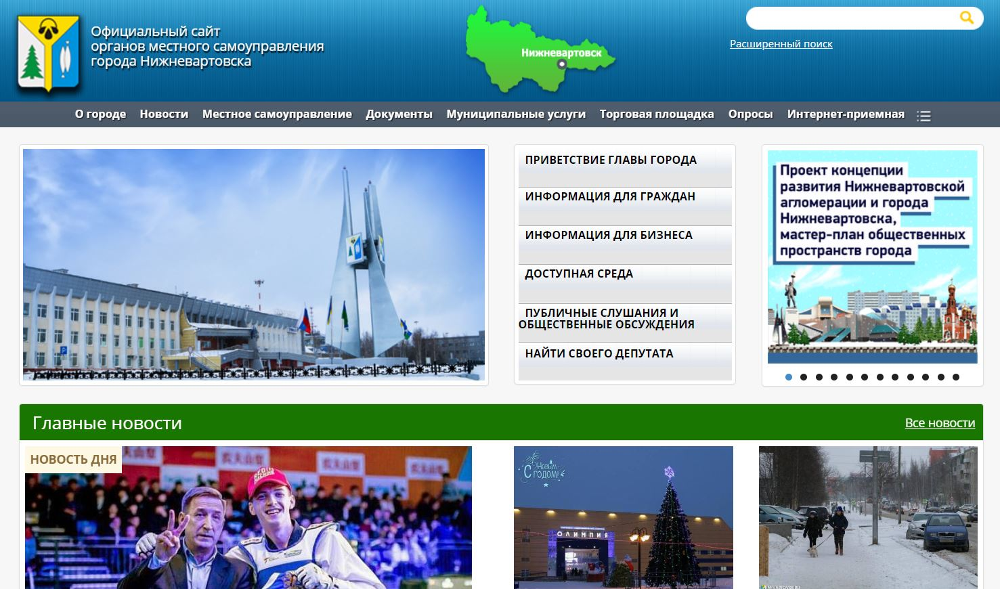 Официальный сайт
органов местного самоуправления
города Нижневартовска
Нижневартовск
Расширенный поиск
О городе Новости Местное самоуправление Документы Муниципальные услуги Торговая площадка Опросы Интернет-приемная
ПРИВЕТСТВИЕ ГЛАВЫ ГОРОДА
ИНФОРМАЦИЯ ДЛЯ ГРАЖДАН
ИНФОРМАЦИЯ ДЛЯ БИЗНЕСА
ДОСТУПНАЯ СРЕДА
ПУБЛИЧНЫЕ СЛУШАНИЯ И
ОБЩЕСТВЕННЫЕ ОБСУЖДЕНИЯ
НАЙТИ СВОЕГО ДЕПУТАТА
Проект концепции
развития Нижневартовской
агломерации и города
Нижневартовска,
мастер-план общественных
пространств города
Главные новости
Все новости
НОВОСТЬ ДНЯ
С Новым
годом!
ОЛИМПИЯ